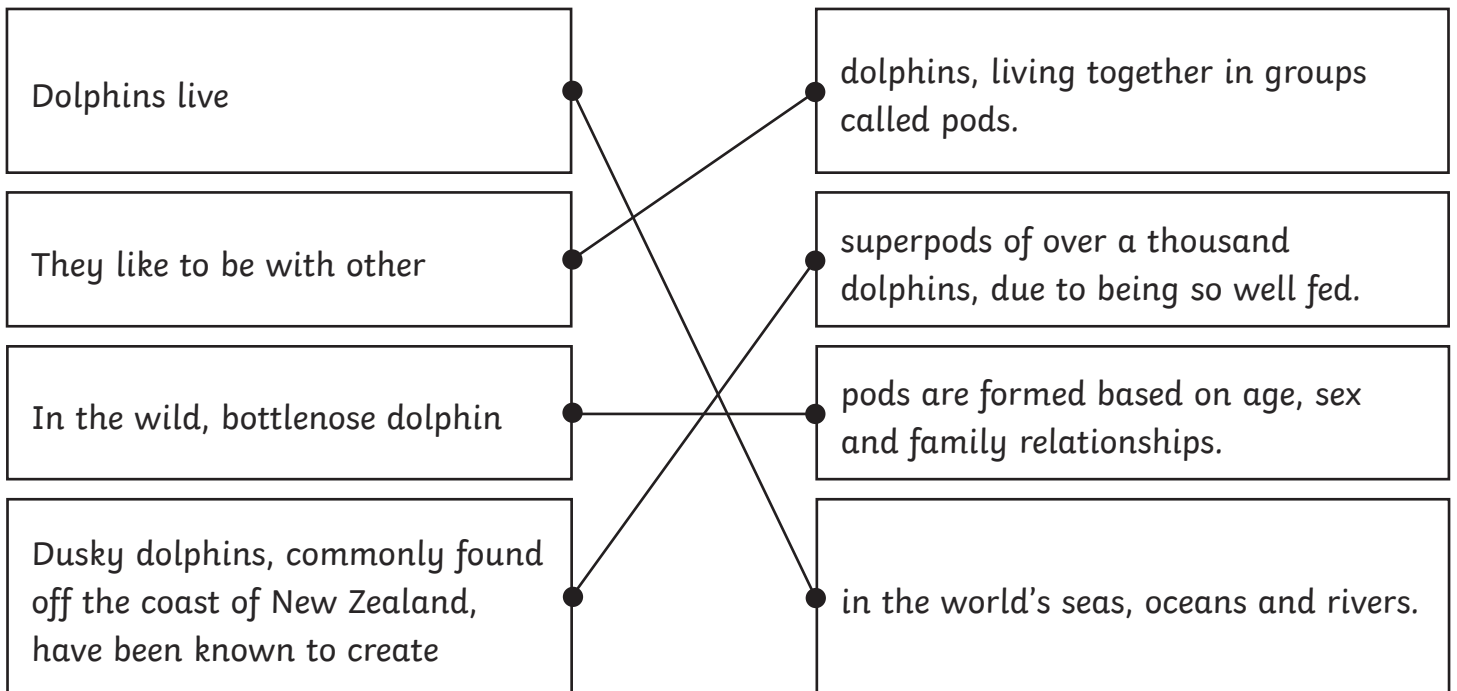 Dolphins live
dolphins, living together in groups
called pods.
They like to be with other
superpods of over a thousand
dolphins, due to being so well fed.
In the wild, bottlenose dolphin
pods are formed based on age, sex
and family relationships.
Dusky dolphins, commonly found
off the coast of New Zealand,
have been known to create
in the world's seas, oceans and rivers.